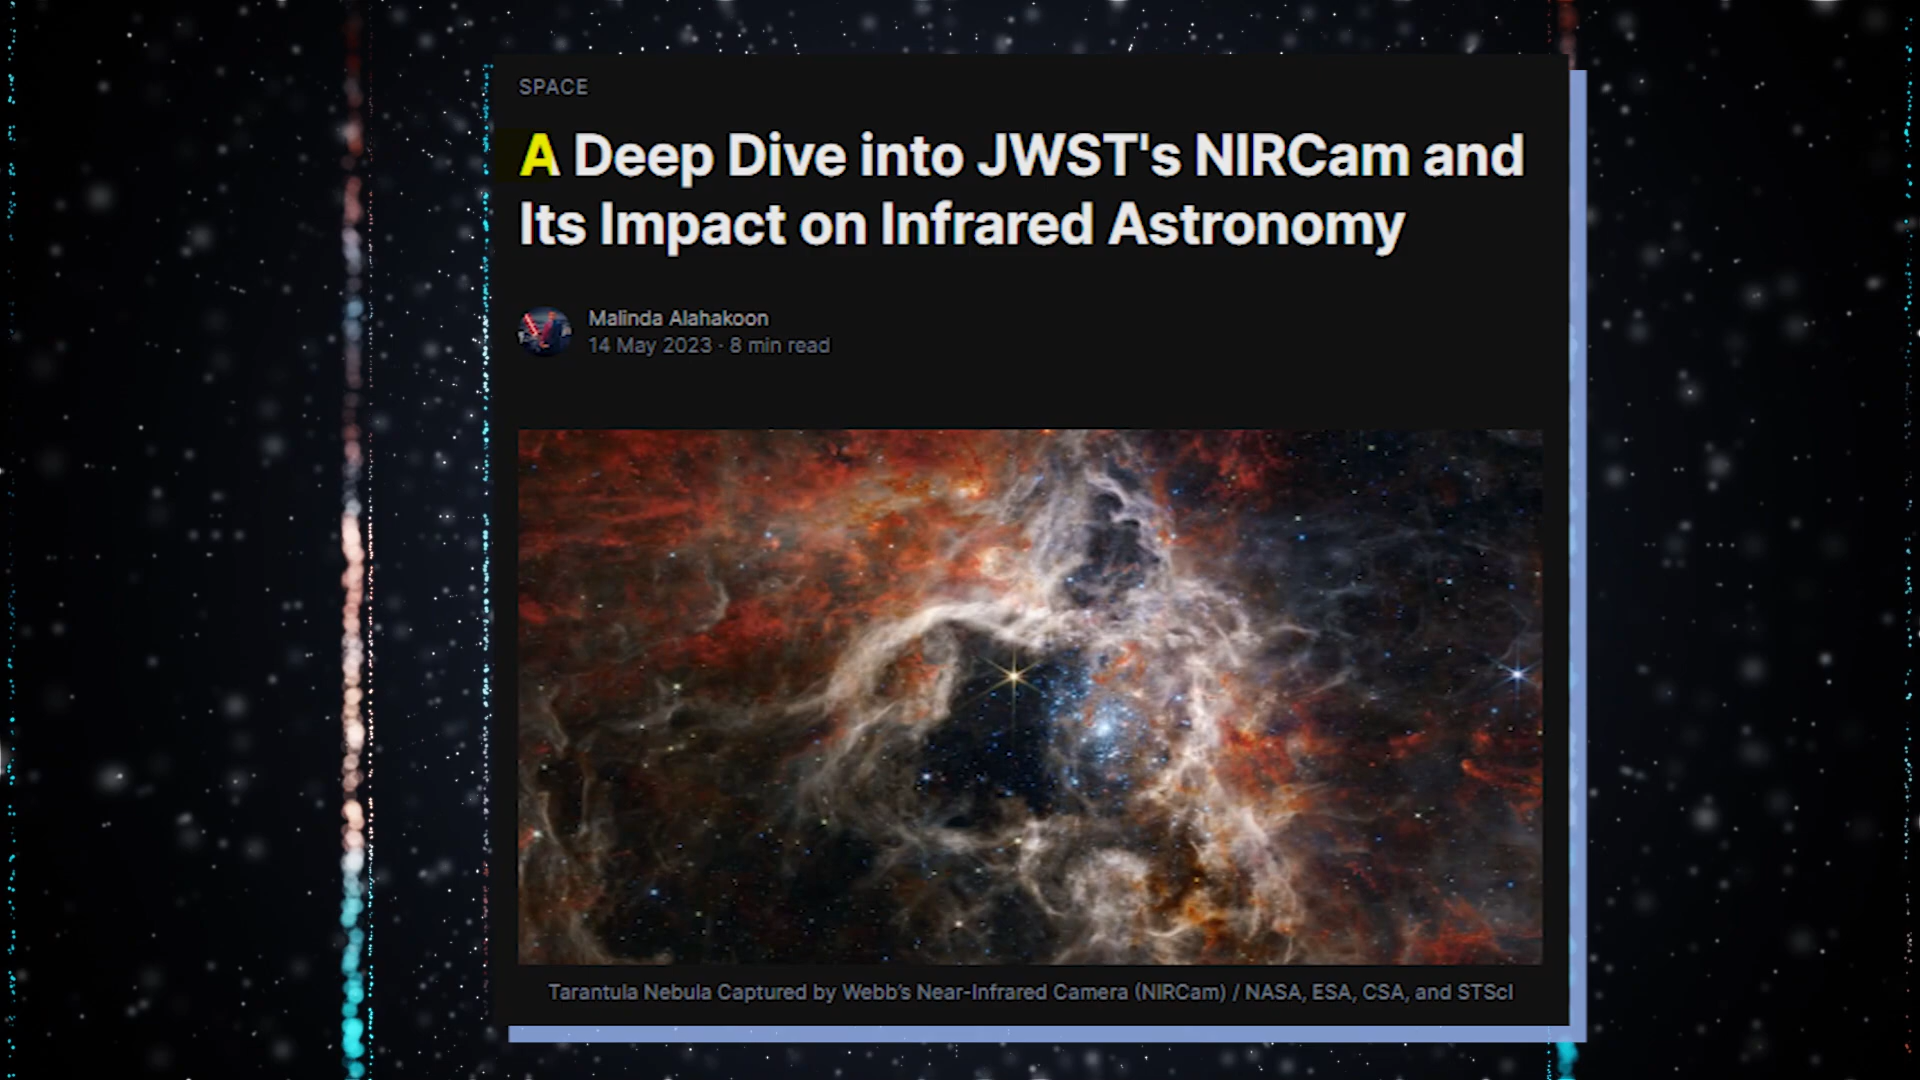 SPACE
A Deep Dive into JWST's NIRCam and
Its Impact on Infrared Astronomy
Malinda Alahakoon
14 May 2023 · 8 min read
Tarantula Nebula Captured by Webb’s Near-Infrared Camera (NIRCam) / NASA, ESA, CSA, and STScI